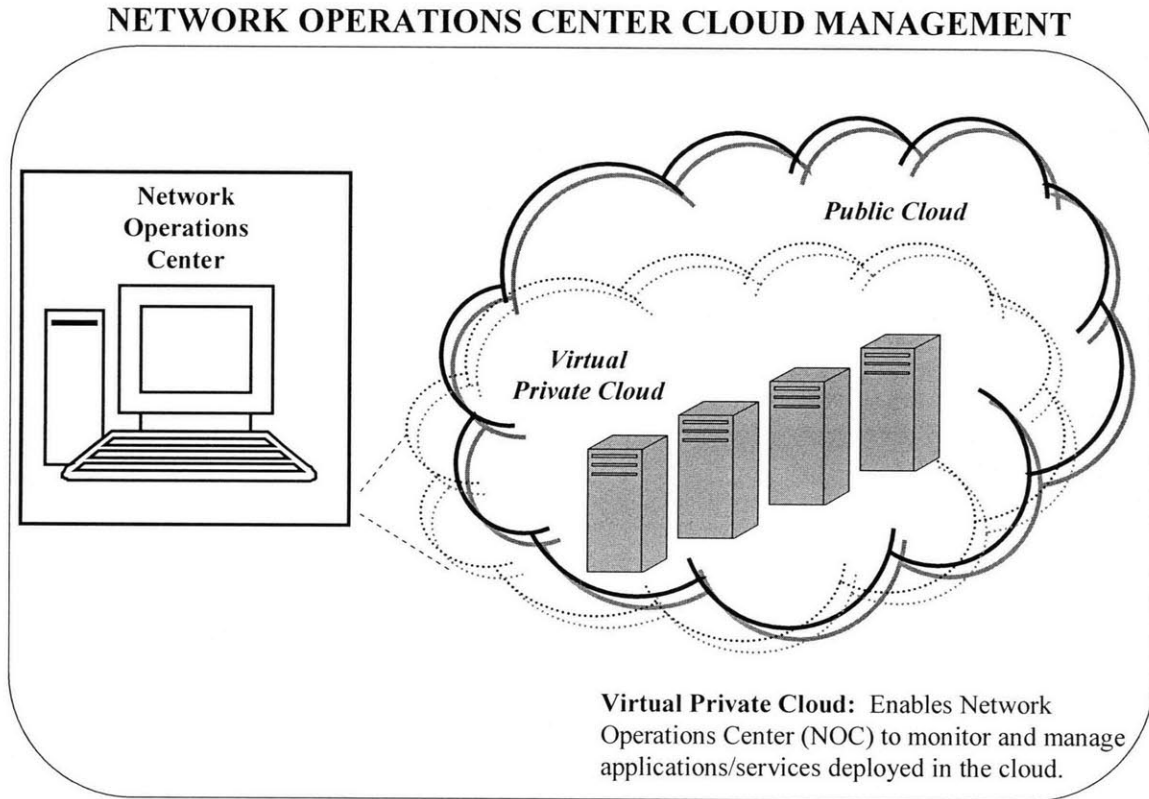 NETWORK OPERATIONS CENTER CLOUD MANAGEMENT
Network
Operations
Center
Public Cloud
Virtual
Private Cloud
Virtual Private Cloud: Enables Network
Operations Center (NOC) to monitor and manage
applications/services deployed in the cloud.